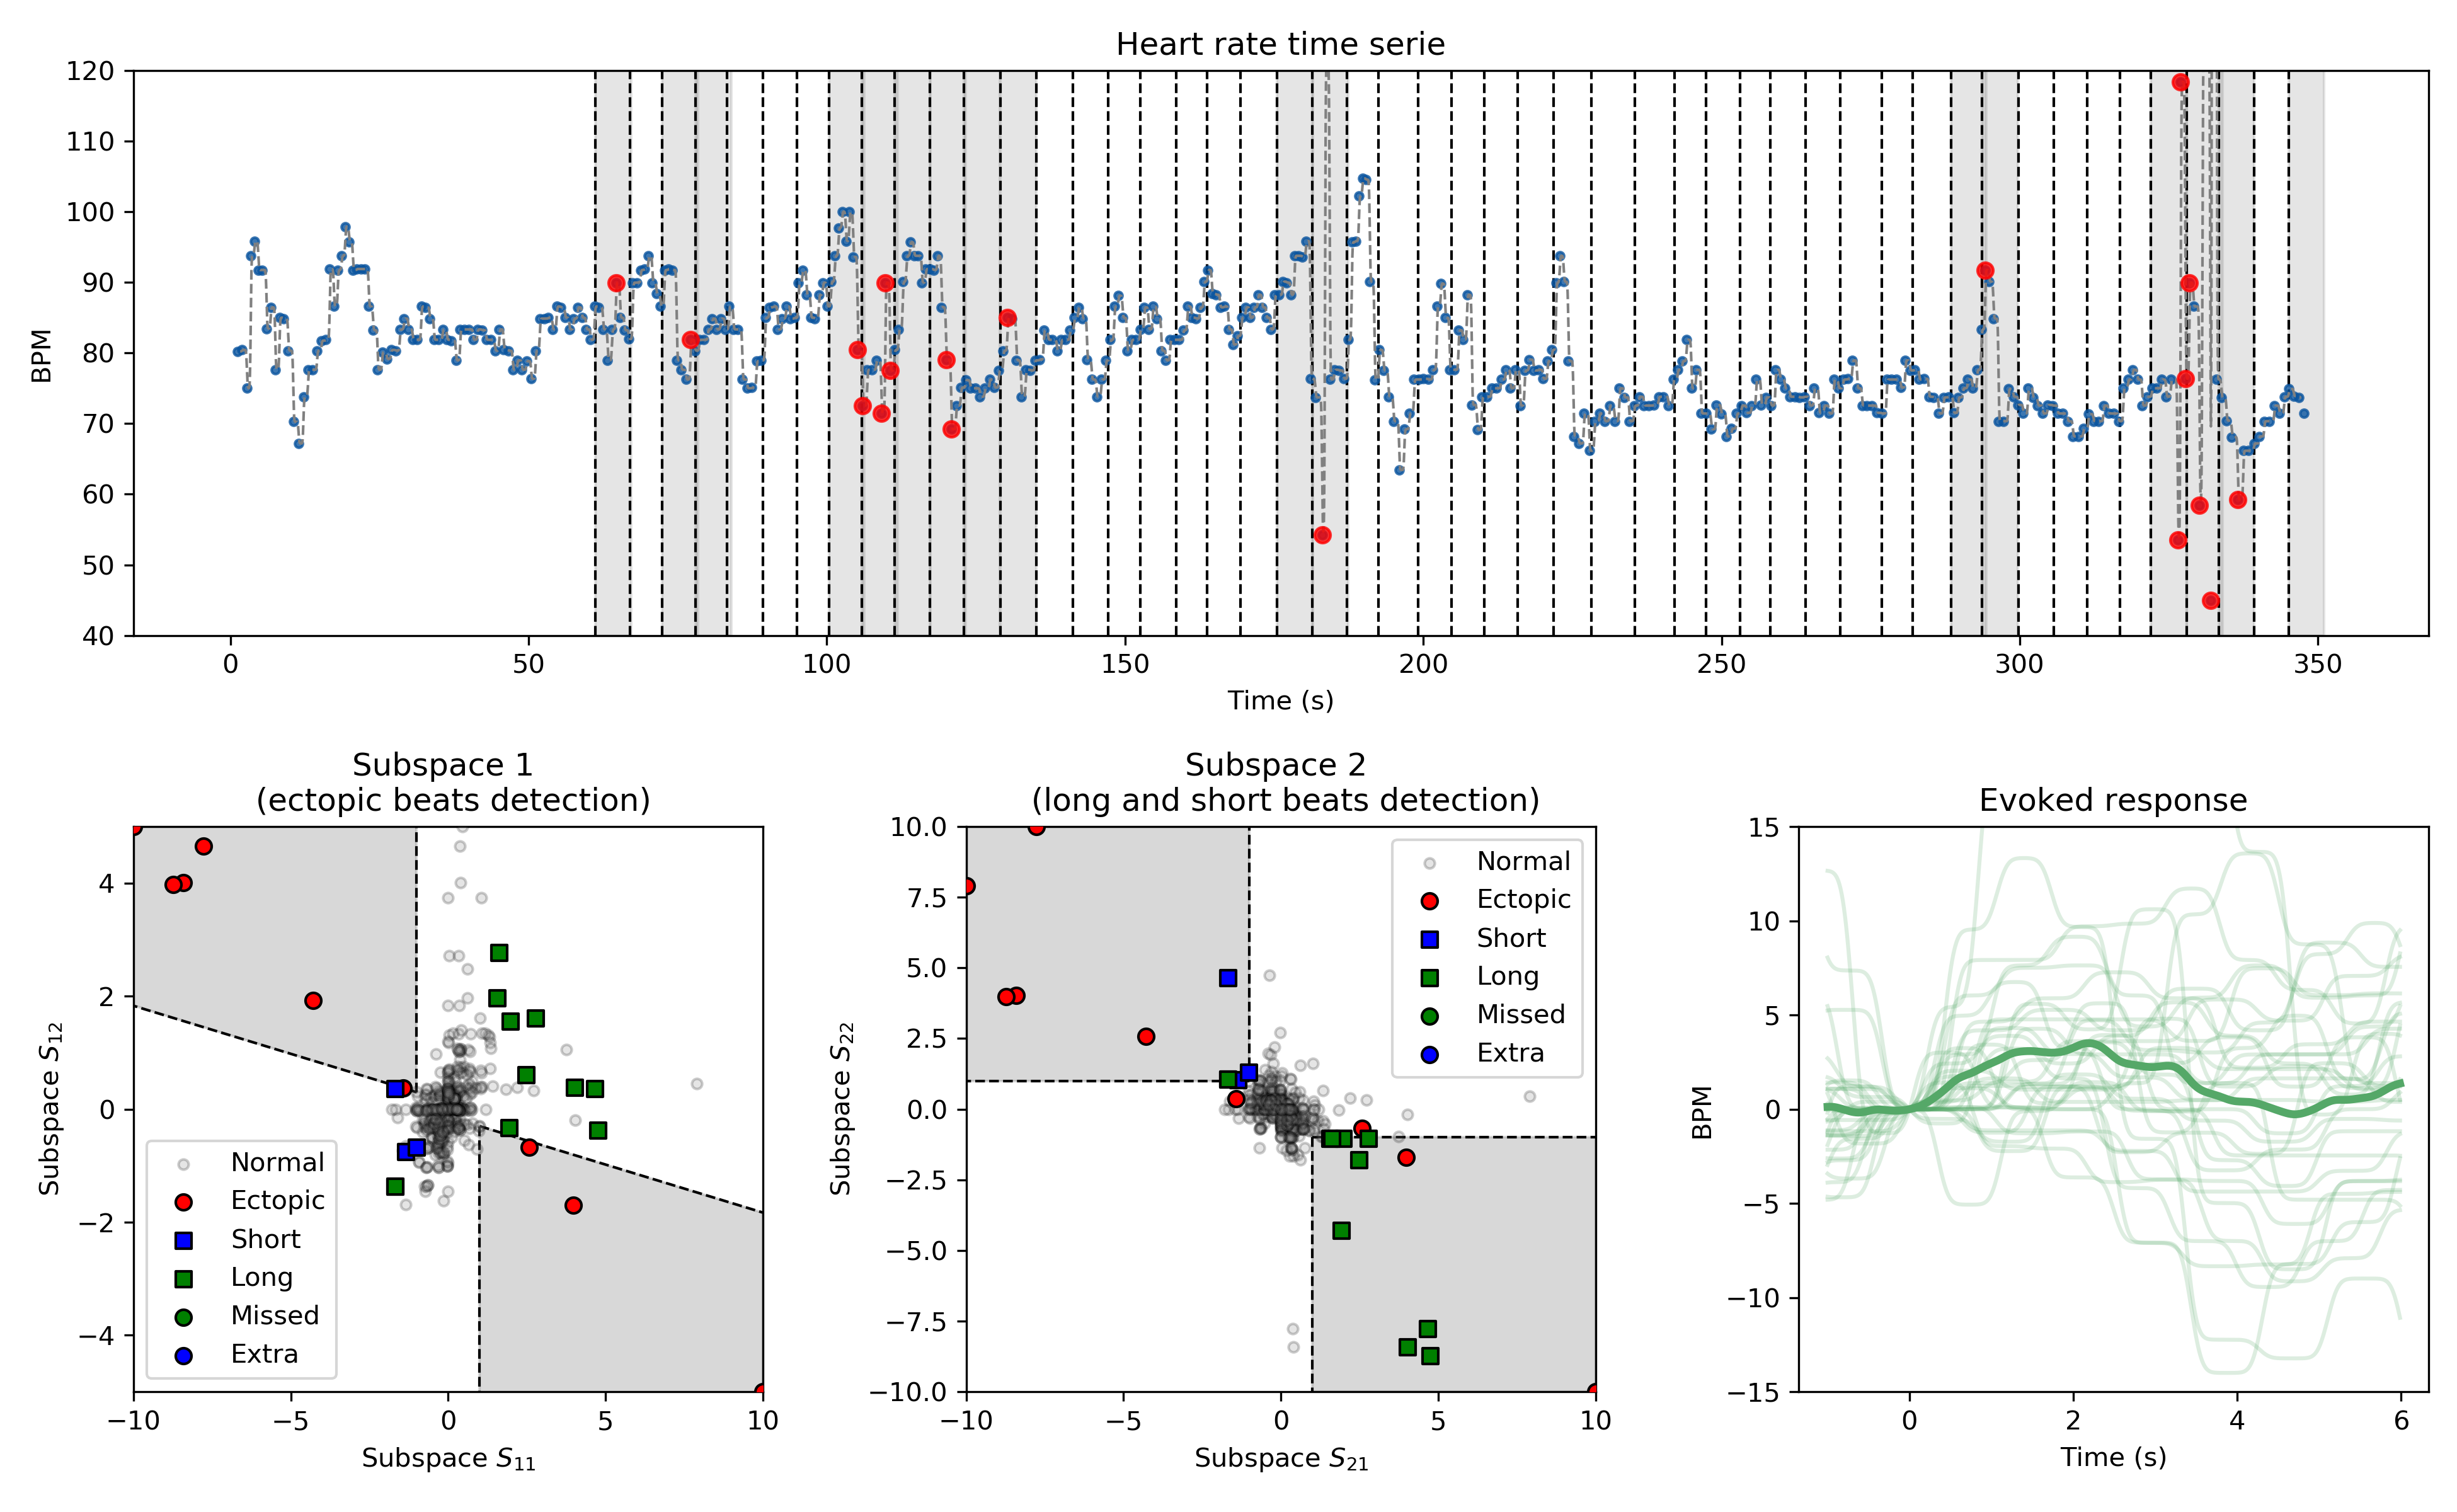 Heart rate time serie
120
110
100
90
80
70
60
50
40
BPM
0 50 100 150 200 250 300 350
Time (s)
Subspace 1
(ectopic beats detection)
4
2
0
−2
−4
Subspace S12
Normal
Ectopic
Short
Long
Missed
Extra
−10 −5 0 5 10
Subspace S11
Subspace 2
(long and short beats detection)
10.0
7.5
5.0
2.5
0.0
−2.5
−5.0
−7.5
−10.0
Subspace S22
Normal
Ectopic
Short
Long
Missed
Extra
−10 −5 0 5 10
Subspace S21
Evoked response
15
10
5
0
−5
−10
−15
BPM
0 2 4 6
Time (s)